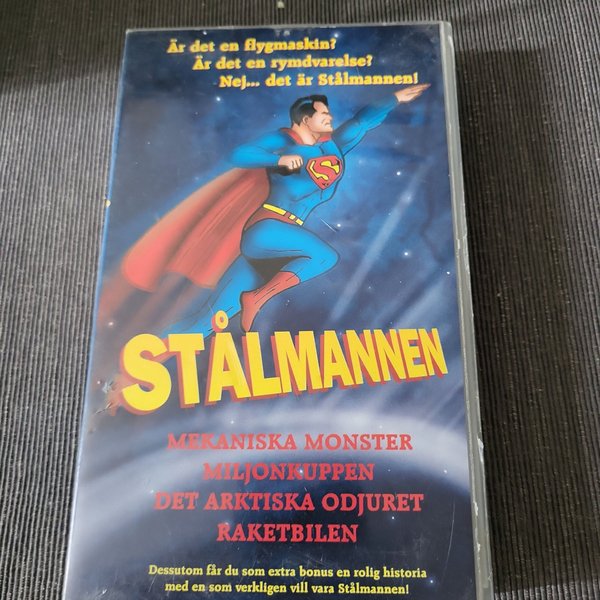 Är det en flygmaskin?
Är det en rymdvarelse?
Nej... det är Stålmannen!
S
STÅLMANNEN
MEKANISKA MONSTER
MILJONKUPPEN
DET ARKTISKA ODJURET
RAKETBILEN
Dessutom får du som extra bonus en rolig historia
med en som verkligen vill vara Stålmannen!